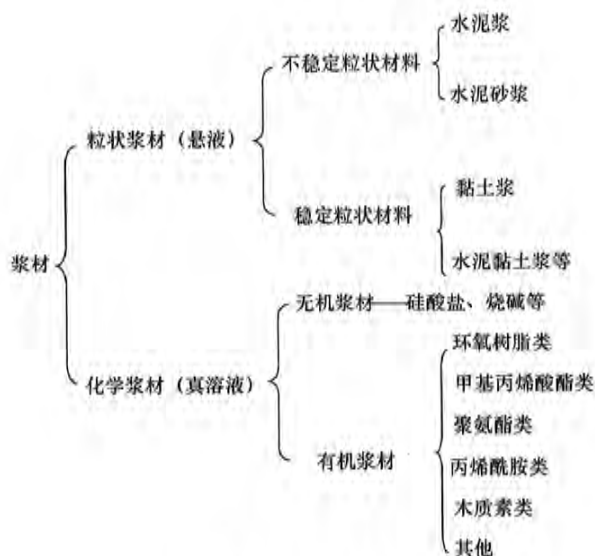 水泥浆
不稳定粒状材料
水泥砂浆
粒状浆材（悬液）
黏土浆
稳定粒状材料
水泥黏土浆等
浆材
无机浆材——硅酸盐、烧碱等
环氧树脂类
化学浆材（真溶液）
甲基丙烯酸酯类
聚氨酯类
有机浆材
丙烯酰胺类
木质素类
其他